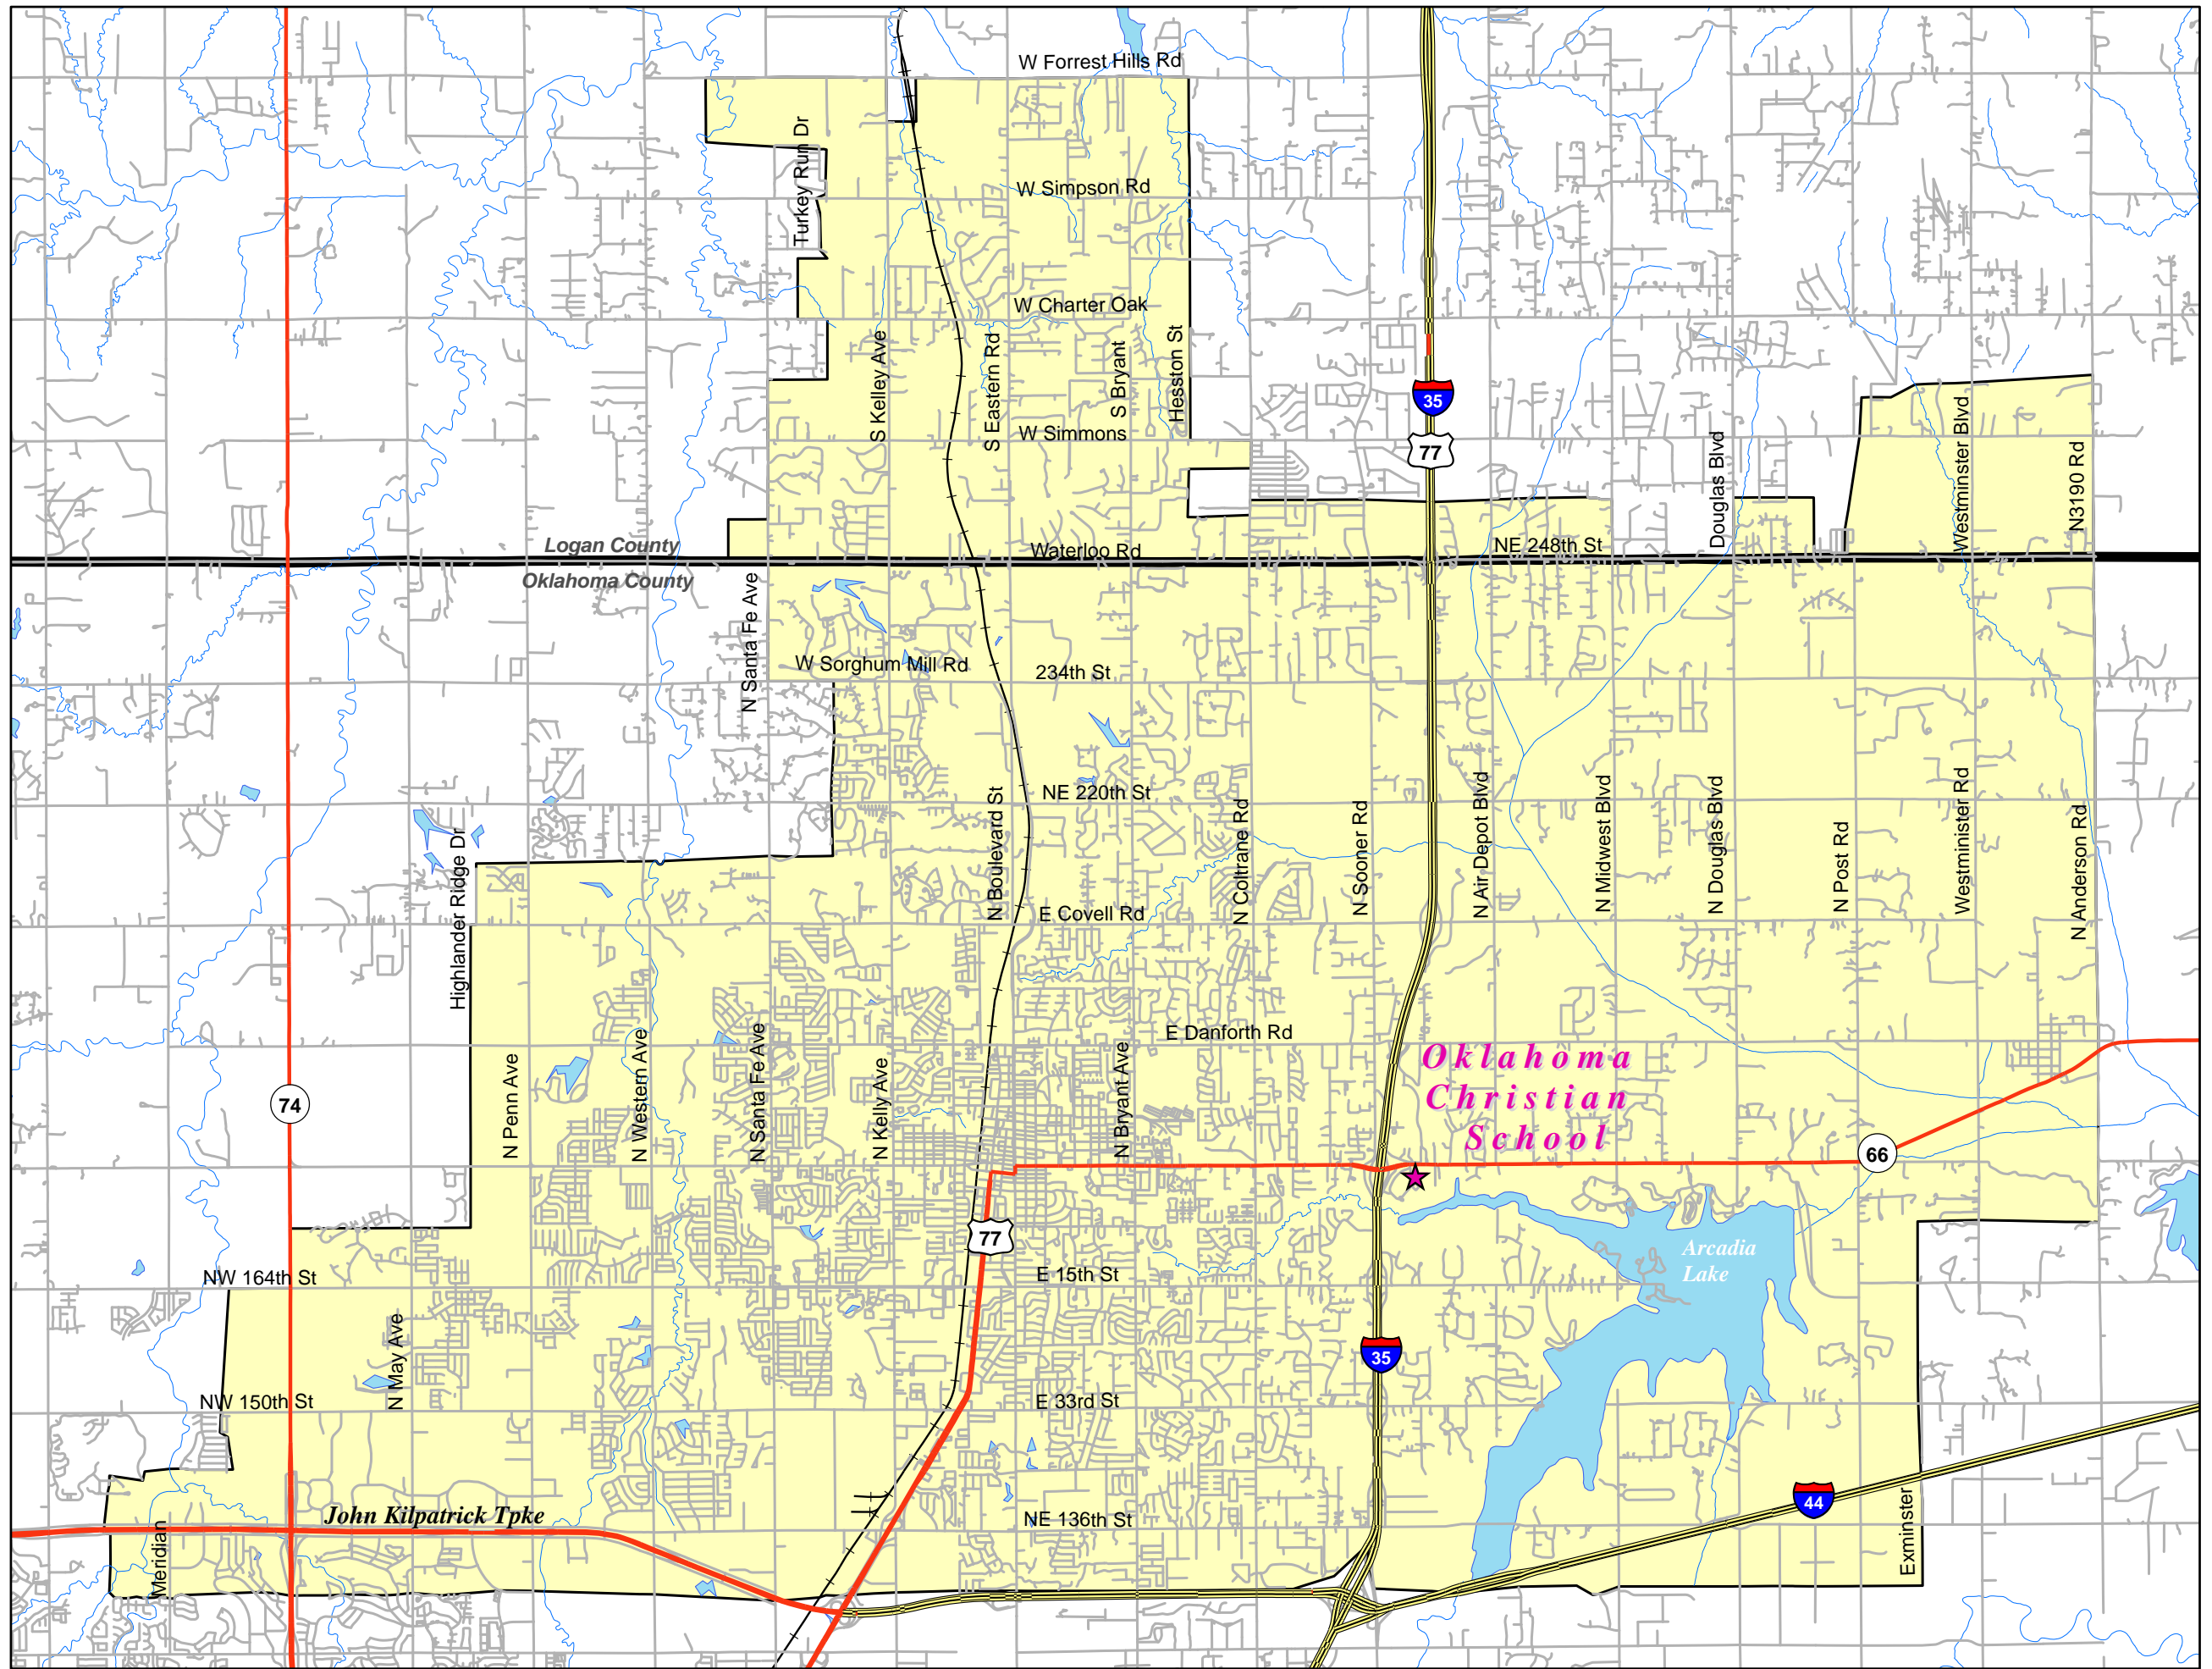 W Forrest Hills Rd
Turkey Run Dr
W Simpson Rd
W Charter Oak
S Kelley Ave
S Eastern Rd
S Bryant
Hesston St
35
W Simmons
77
Douglas Blvd
Westminster Blvd
N3190 Rd
Logan County
Waterloo Rd
NE 248th St
Oklahoma County
N Santa Fe Ave
W Sorghum Mill Rd
234th St
NE 220th St
Highlander Ridge Dr
N Boulevard St
N Coltrane Rd
N Sooner Rd
N Air Depot Blvd
N Midwest Blvd
N Douglas Blvd
N Post Rd
Westminister Rd
N Anderson Rd
E Covell Rd
E Danforth Rd
N Penn Ave
N Western Ave
N Santa Fe Ave
N Kelly Ave
N Bryant Ave
Oklahoma
Christian
School
74
66
77
Arcadia
Lake
NW 164th St
E 15th St
N May Ave
35
NW 150th St
E 33rd St
John Kilpatrick Tpke
NE 136th St
44
Meridian
Exminster